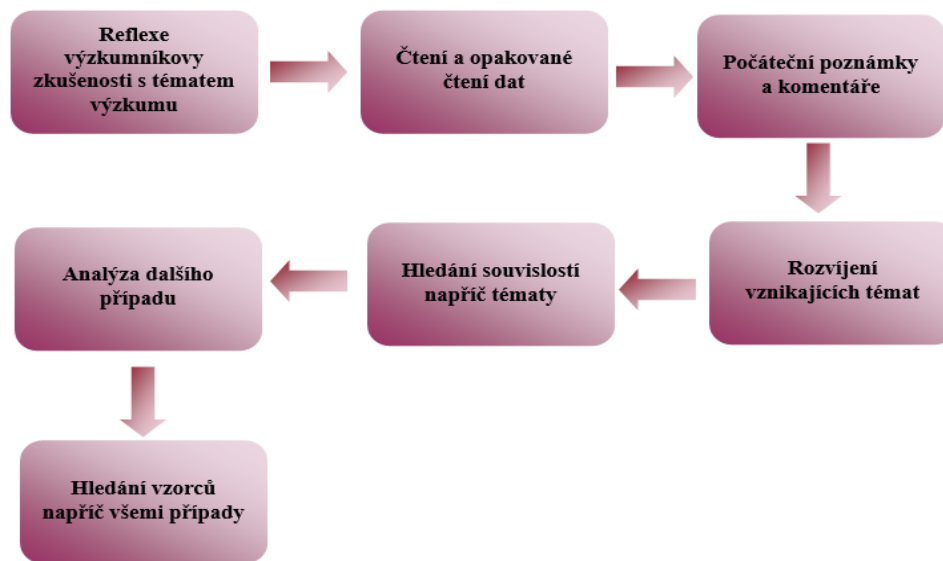 Reflexe
výzkumníkovy
zkušenosti s tématem
výzkumu
Čtení a opakované
čtení dat
Počáteční poznámky
a komentáře
Rozvíjení
vznikajících témat
Hledání souvislostí
napříč tématy
Analýza dalšího
případu
Hledání vzorců
napříč všemi případy